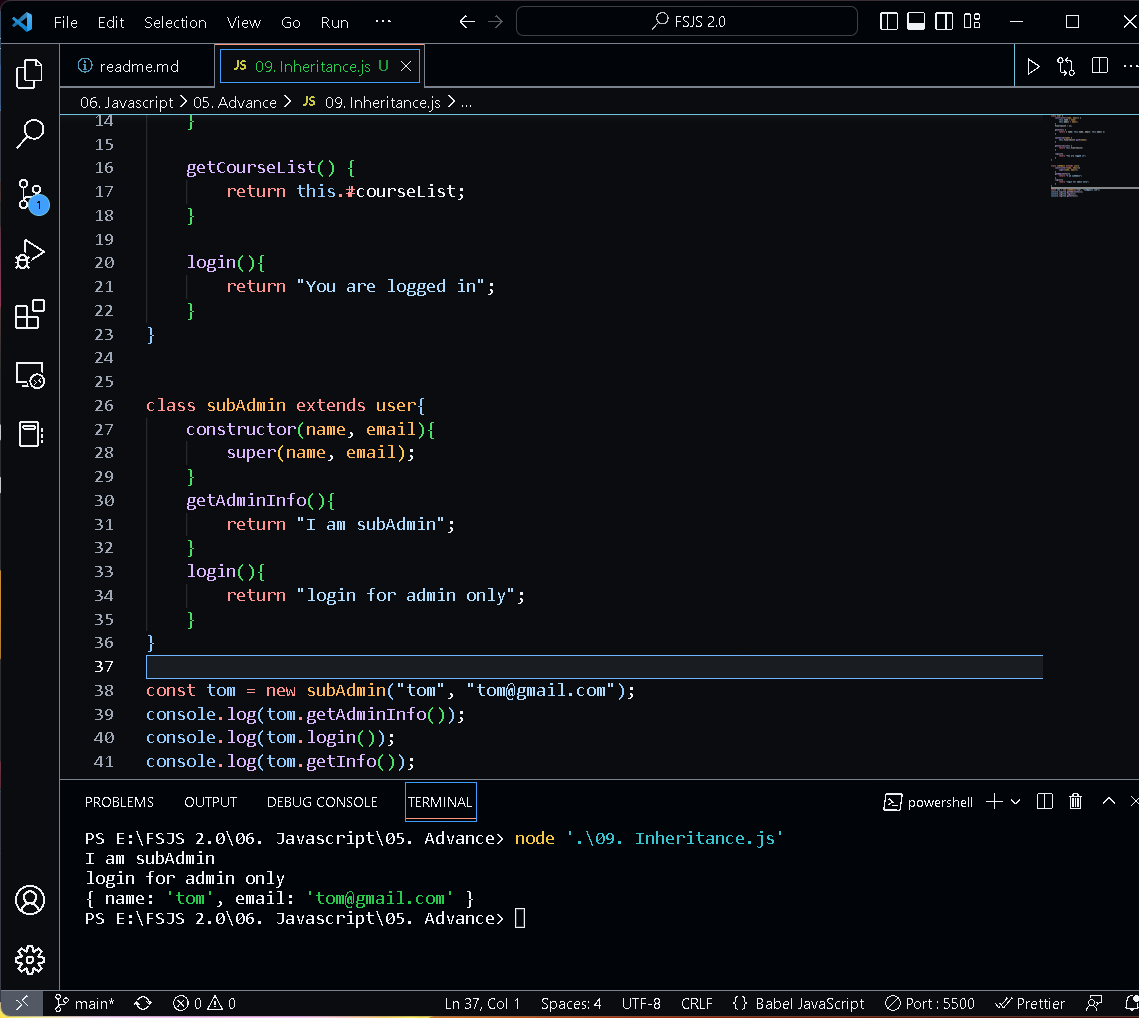 File Edit Selection View Go Run ··· FSJS 2.0
readme.md JS 09. Inheritance.js U
06. Javascript > 05. Advance > JS 09. Inheritance.js > ...
14 }
15
16 getCourseList() {
17 return this.#courseList;
18 }
19
20 login(){
21 return "You are logged in";
22 }
23 }
24
25
26 class subAdmin extends user{
27 constructor(name, email){
28 super(name, email);
29 }
30 getAdminInfo(){
31 return "I am subAdmin";
32 }
33 login(){
34 return "login for admin only";
35 }
36 }
37
38 const tom = new subAdmin("tom", "tom@gmail.com");
39 console.log(tom.getAdminInfo());
40 console.log(tom.login());
41 console.log(tom.getInfo());
1
PROBLEMS OUTPUT DEBUG CONSOLE TERMINAL powershell
PS E:\FSJS 2.0\06. Javascript\05. Advance> node '.\09. Inheritance.js'
I am subAdmin
login for admin only
{ name: 'tom', email: 'tom@gmail.com' }
PS E:\FSJS 2.0\06. Javascript\05. Advance>
main* 0 0 Ln 37, Col 1 Spaces: 4 UTF-8 CRLF {} Babel JavaScript Port : 5500 Prettier